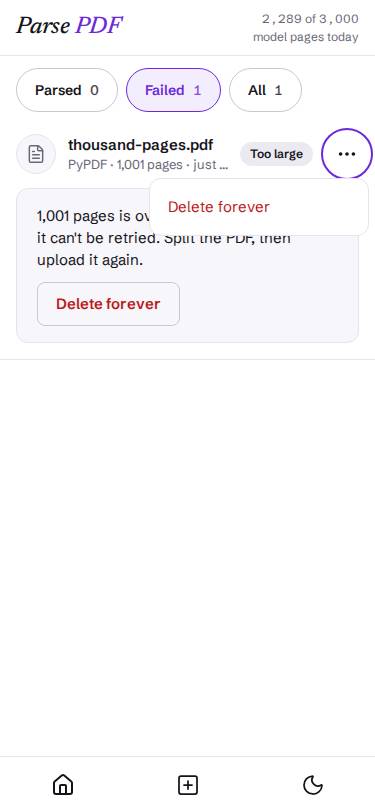 Parse PDF
2,289 of 3,000
model pages today
Parsed 0
Failed 1
All 1
thousand-pages.pdf
PyPDF · 1,001 pages · just ...
Too large
Delete forever
1,001 pages is
it can't be retried. Split the PDF, then
upload it again.
Delete forever